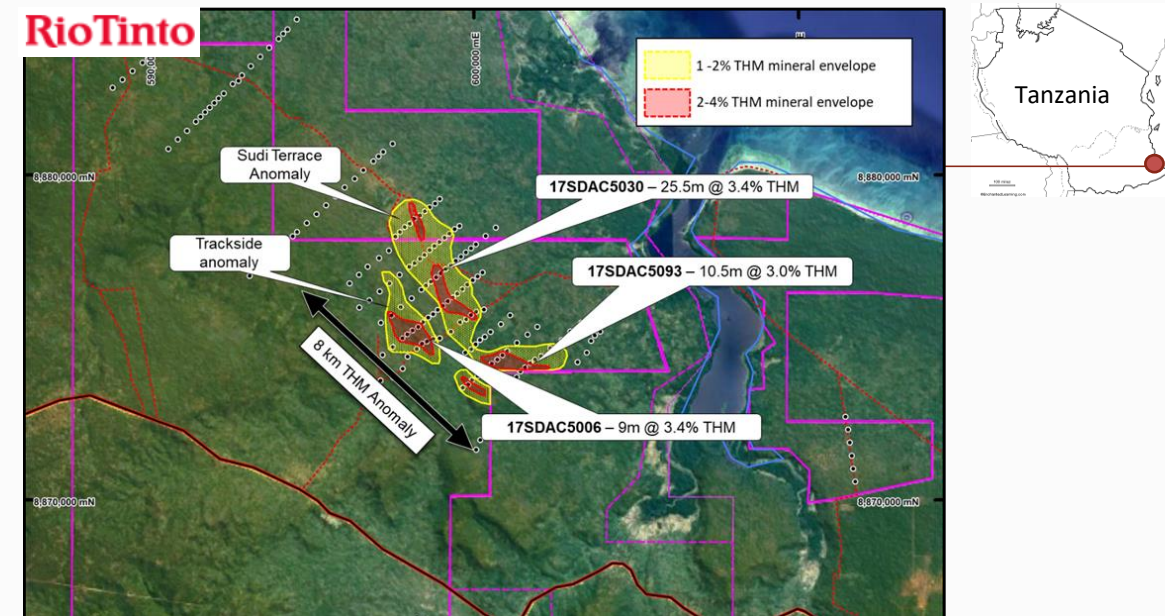 RioTinto
600,000 mE
1 -2% THM mineral envelope
2-4% THM mineral envelope
Tanzania
Sudi Terrace
Anomaly
8,880,000 mN
8,880,000 mN
17SDAC5030 – 25.5m @ 3.4% THM
Trackside
anomaly
17SDAC5093 – 10.5m @ 3.0% THM
8 km THM Anomaly
17SDAC5006 – 9m @ 3.4% THM
8,870,000 mN
8,870,000 mN